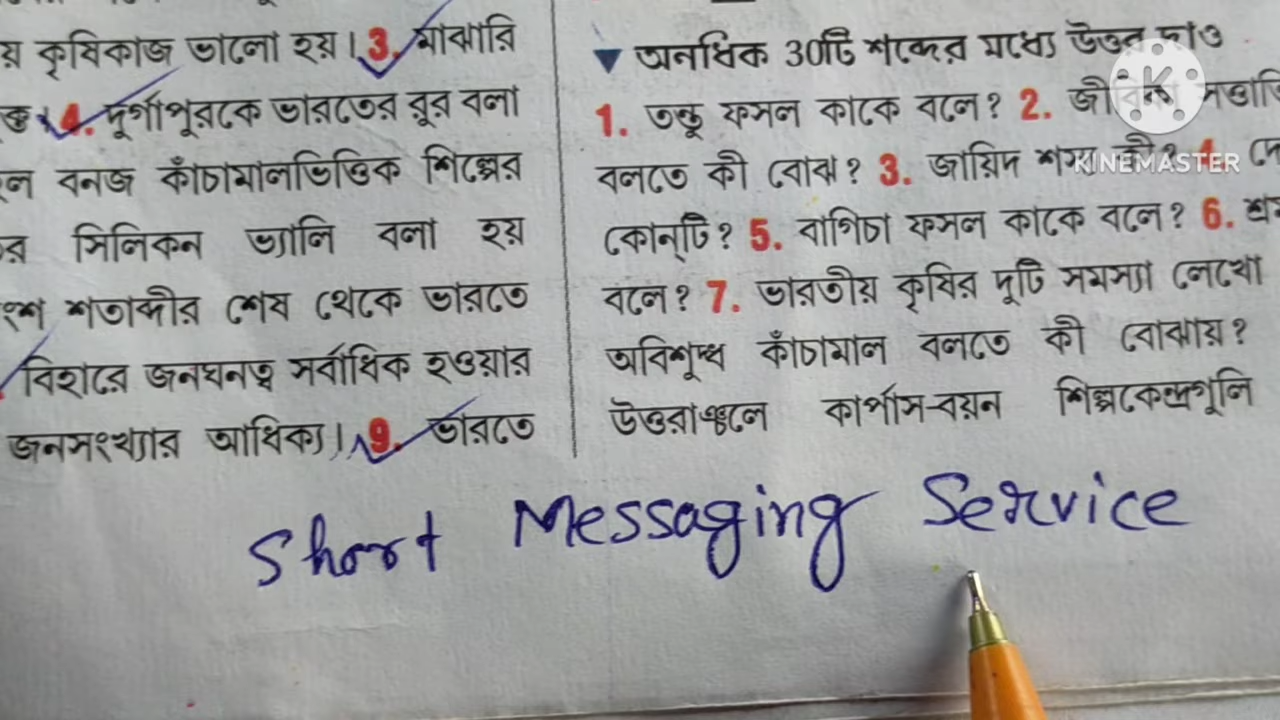 য় কৃষিকাজ ভালো হয়। 3. মাঝারি
4. দুর্গাপুরকে ভারতের রুর বলা
বনজ কাঁচামালভিত্তিক শিল্পের
র সিলিকন ভ্যালি বলা হয়
শতাব্দীর শেষ থেকে ভারতে
বিহারে জনঘনত্ব সর্বাধিক হওয়ার
জনসংখ্যার আধিক্য। 9. ভারতে
▼ অনধিক 30টি শব্দের মধ্যে উত্তর দাও
1. তন্তু ফসল কাকে বলে? 2.
বলতে কী বোঝ? 3. জায়িদ শস্য কী? 4.
কোন্‌টি? 5. বাগিচা ফসল কাকে বলে? 6.
বলে? 7. ভারতীয় কৃষির দুটি সমস্যা লেখো
অবিশুদ্ধ কাঁচামাল বলতে কী বোঝায়?
উত্তরাঞ্চলে কার্পাস-বয়ন শিল্পকেন্দ্রগুলি
Short Messaging Service
K
KINEMASTER